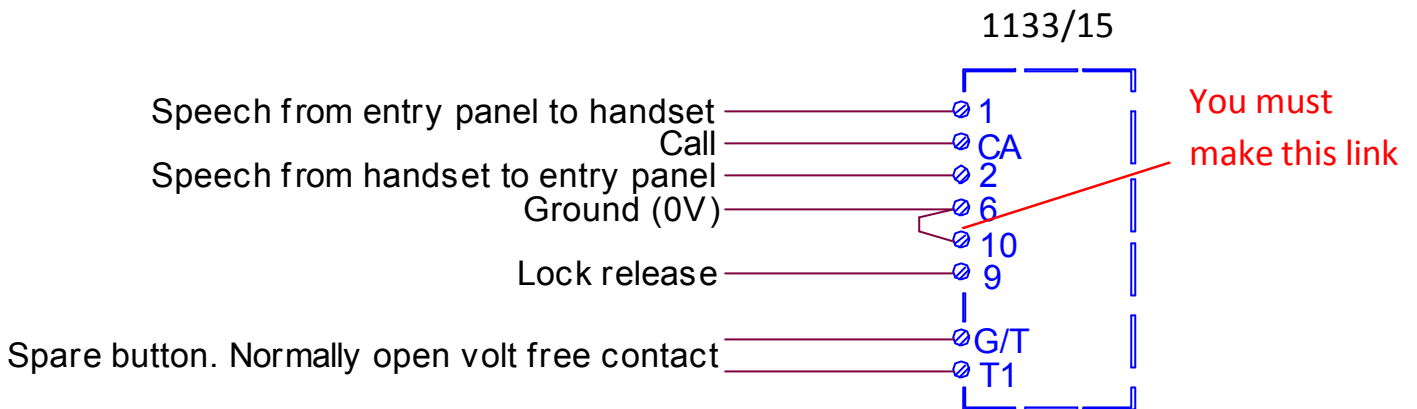 1133/15
Speech from entry panel to handset 1
Call CA
Speech from handset to entry panel 2
Ground (0V) 6
10
Lock release 9
Spare button. Normally open volt free contact
G/T
T1
You must
make this link